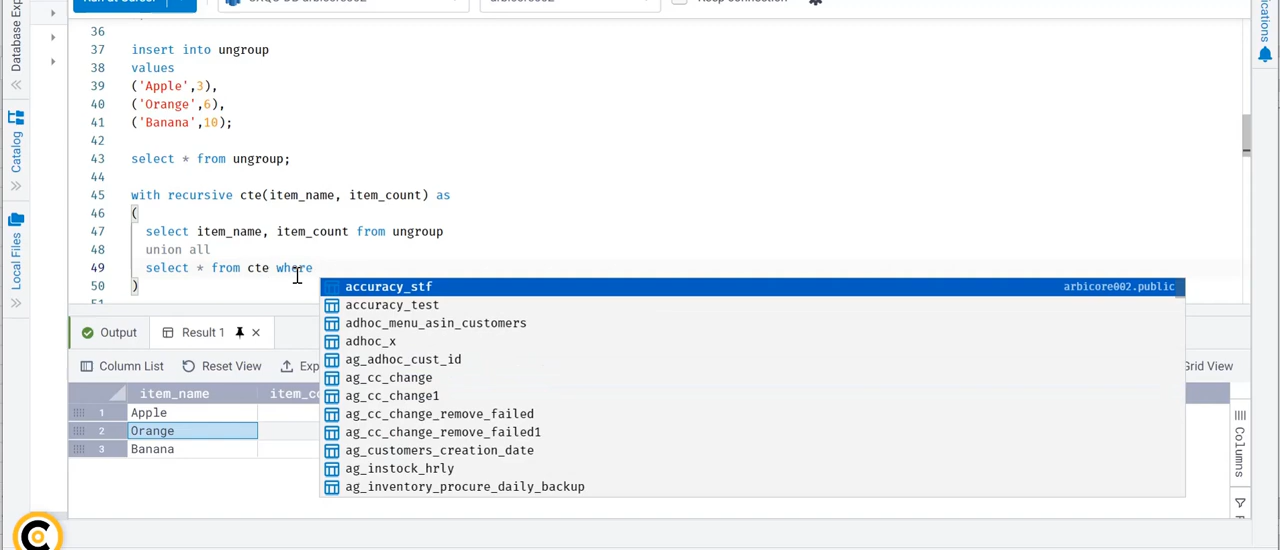 Database Exp
Catalog
Local Files
ications
36
37 insert into ungroup
38 values
39 ('Apple',3),
40 ('Orange',6),
41 ('Banana',10);
42
43 select * from ungroup;
44
45 with recursive cte(item_name, item_count) as
46 (
47 select item_name, item_count from ungroup
48 union all
49 select * from cte where
50 )
51
accuracy_stf arbicore002.public
accuracy_test
adhoc_menu_asin_customers
adhoc_x
ag_adhoc_cust_id
ag_cc_change
ag_cc_change1
ag_cc_change_remove_failed
ag_cc_change_remove_failed1
ag_customers_creation_date
ag_instock_hrly
ag_inventory_procure_daily_backup
Output Result 1
Column List Reset View Exp Grid View
item_name item_co
1 Apple
2 Orange
3 Banana
Columns